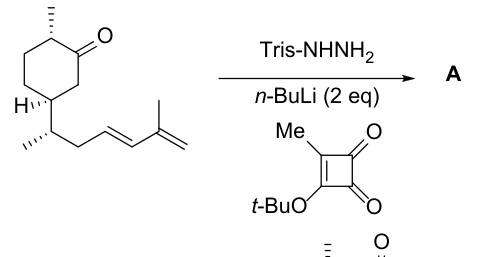 O
Tris-NHNH₂
A
n-BuLi (2 eq)
H
Me
O
t-BuO
O
O